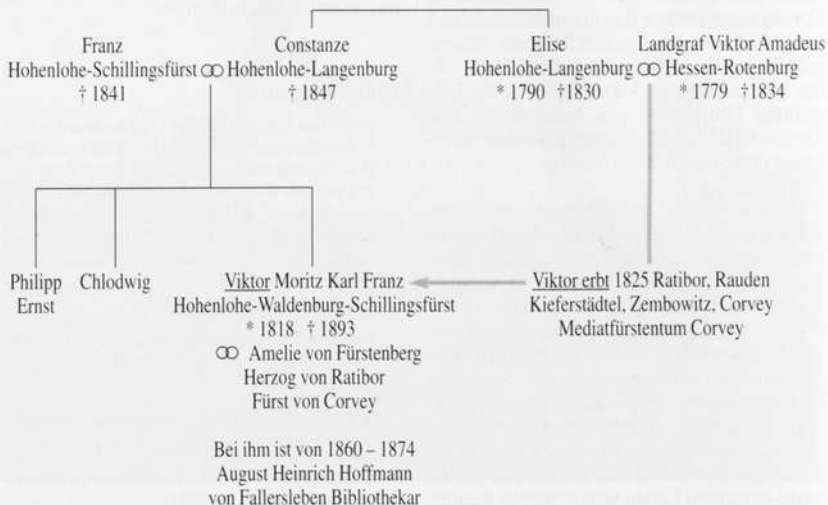 Franz
Hohenlohe-Schillingsfürst ⚭ Hohenlohe-Langenburg
† 1841
Constanze
† 1847
Elise
Hohenlohe-Langenburg ⚭ Hessen-Rotenburg
* 1790 †1830
Landgraf Viktor Amadeus
* 1779 †1834
Philipp
Ernst
Chlodwig
Viktor Moritz Karl Franz
Hohenlohe-Waldenburg-Schillingsfürst
* 1818 † 1893
⚭ Amelie von Fürstenberg
Herzog von Ratibor
Fürst von Corvey
Viktor erbt 1825 Ratibor, Rauden
Kieferstädtel, Zembowitz, Corvey
Mediatfürstentum Corvey
Bei ihm ist von 1860 – 1874
August Heinrich Hoffmann
von Fallersleben Bibliothekar